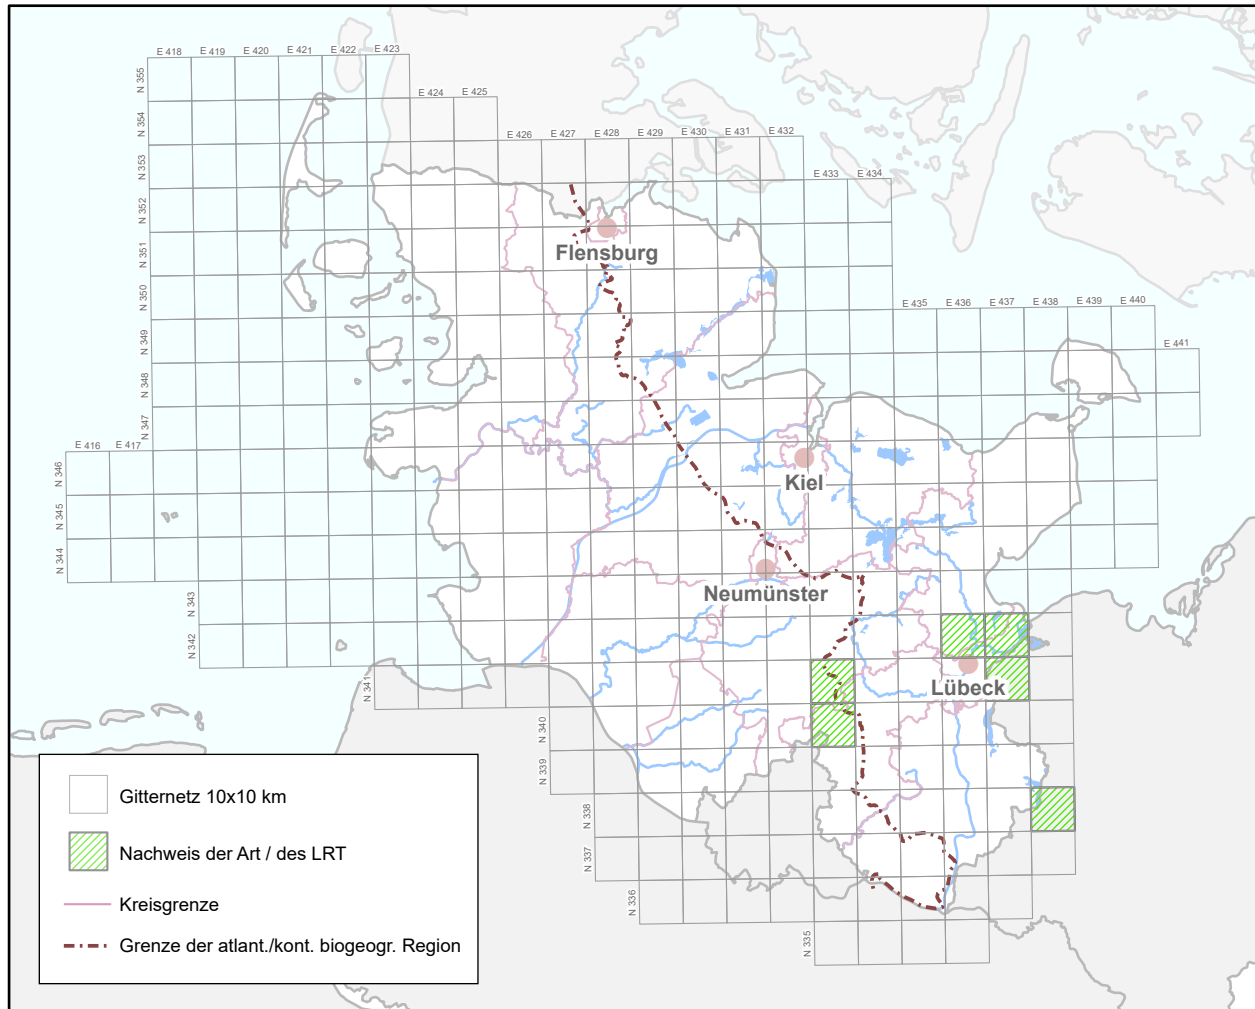 E 418 E 419 E 420 E 421 E 422 E 423
E 424 E 425
E 426 E 427 E 428 E 429 E 430 E 431 E 432
E 433 E 434
E 435 E 436 E 437 E 438 E 439 E 440
E 441
E 416 E 417
N 355
N 354
N 353
N 352
N 351
N 350
N 349
N 348
N 347
N 346
N 345
N 344
N 343
N 342
N 341
N 340
N 339
N 338
N 337
N 336
N 335
Flensburg
Kiel
Neumünster
Lübeck
Gitternetz 10x10 km
Nachweis der Art / des LRT
Kreisgrenze
Grenze der atlant./kont. biogeogr. Region